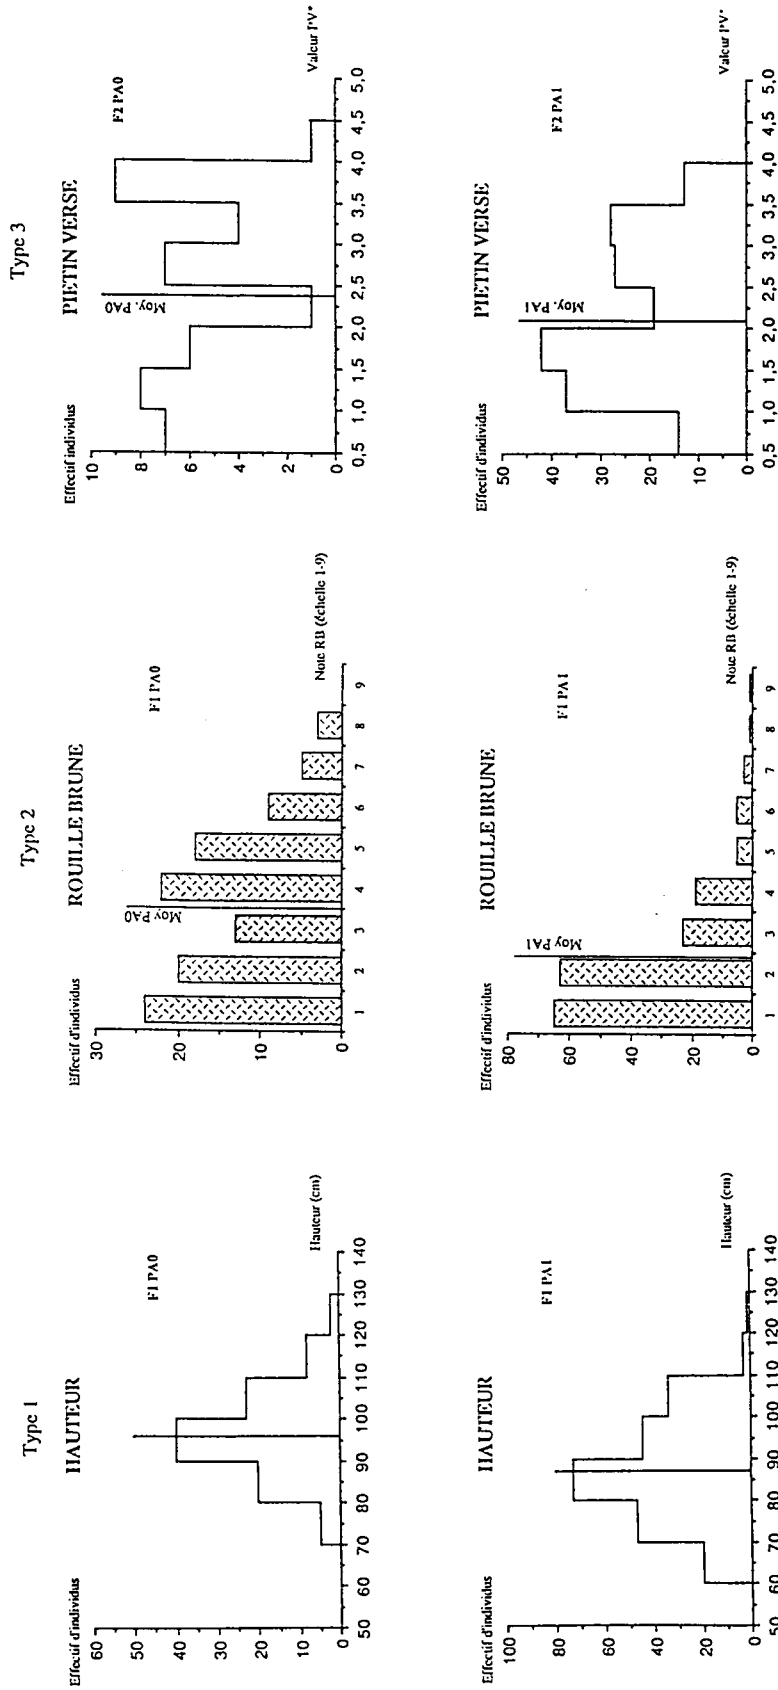 Type 1
HAUTEUR
Effectif d'individus
F1 PA0
60
50
40
30
20
10
0
50 60 70 80 90 100 110 120 130 140
Hauteur (cm)
HAUTEUR
Effectif d'individus
F1 PA1
100
80
60
40
20
0
50 60 70 80 90 100 110 120 130 140
Hauteur (cm)
Type 2
ROUILLE BRUNE
Effectif d'individus
F1 PA0
Moy PA0
30
20
10
0
1 2 3 4 5 6 7 8 9
Note RB (échelle 1-9)
ROUILLE BRUNE
Effectif d'individus
F1 PA1
Moy PA1
80
60
40
20
0
1 2 3 4 5 6 7 8 9
Note RB (échelle 1-9)
Type 3
PIETIN VERSE
Effectif individus
F2 PA0
Moy. PA0
10
8
6
4
2
0
0,5 1,0 1,5 2,0 2,5 3,0 3,5 4,0 4,5 5,0
Valeur PV*
PIETIN VERSE
Effectif d'individus
F2 PA1
Moy. PA1
50
40
30
20
10
0
0,5 1,0 1,5 2,0 2,5 3,0 3,5 4,0 4,5 5,0
Valeur PV*